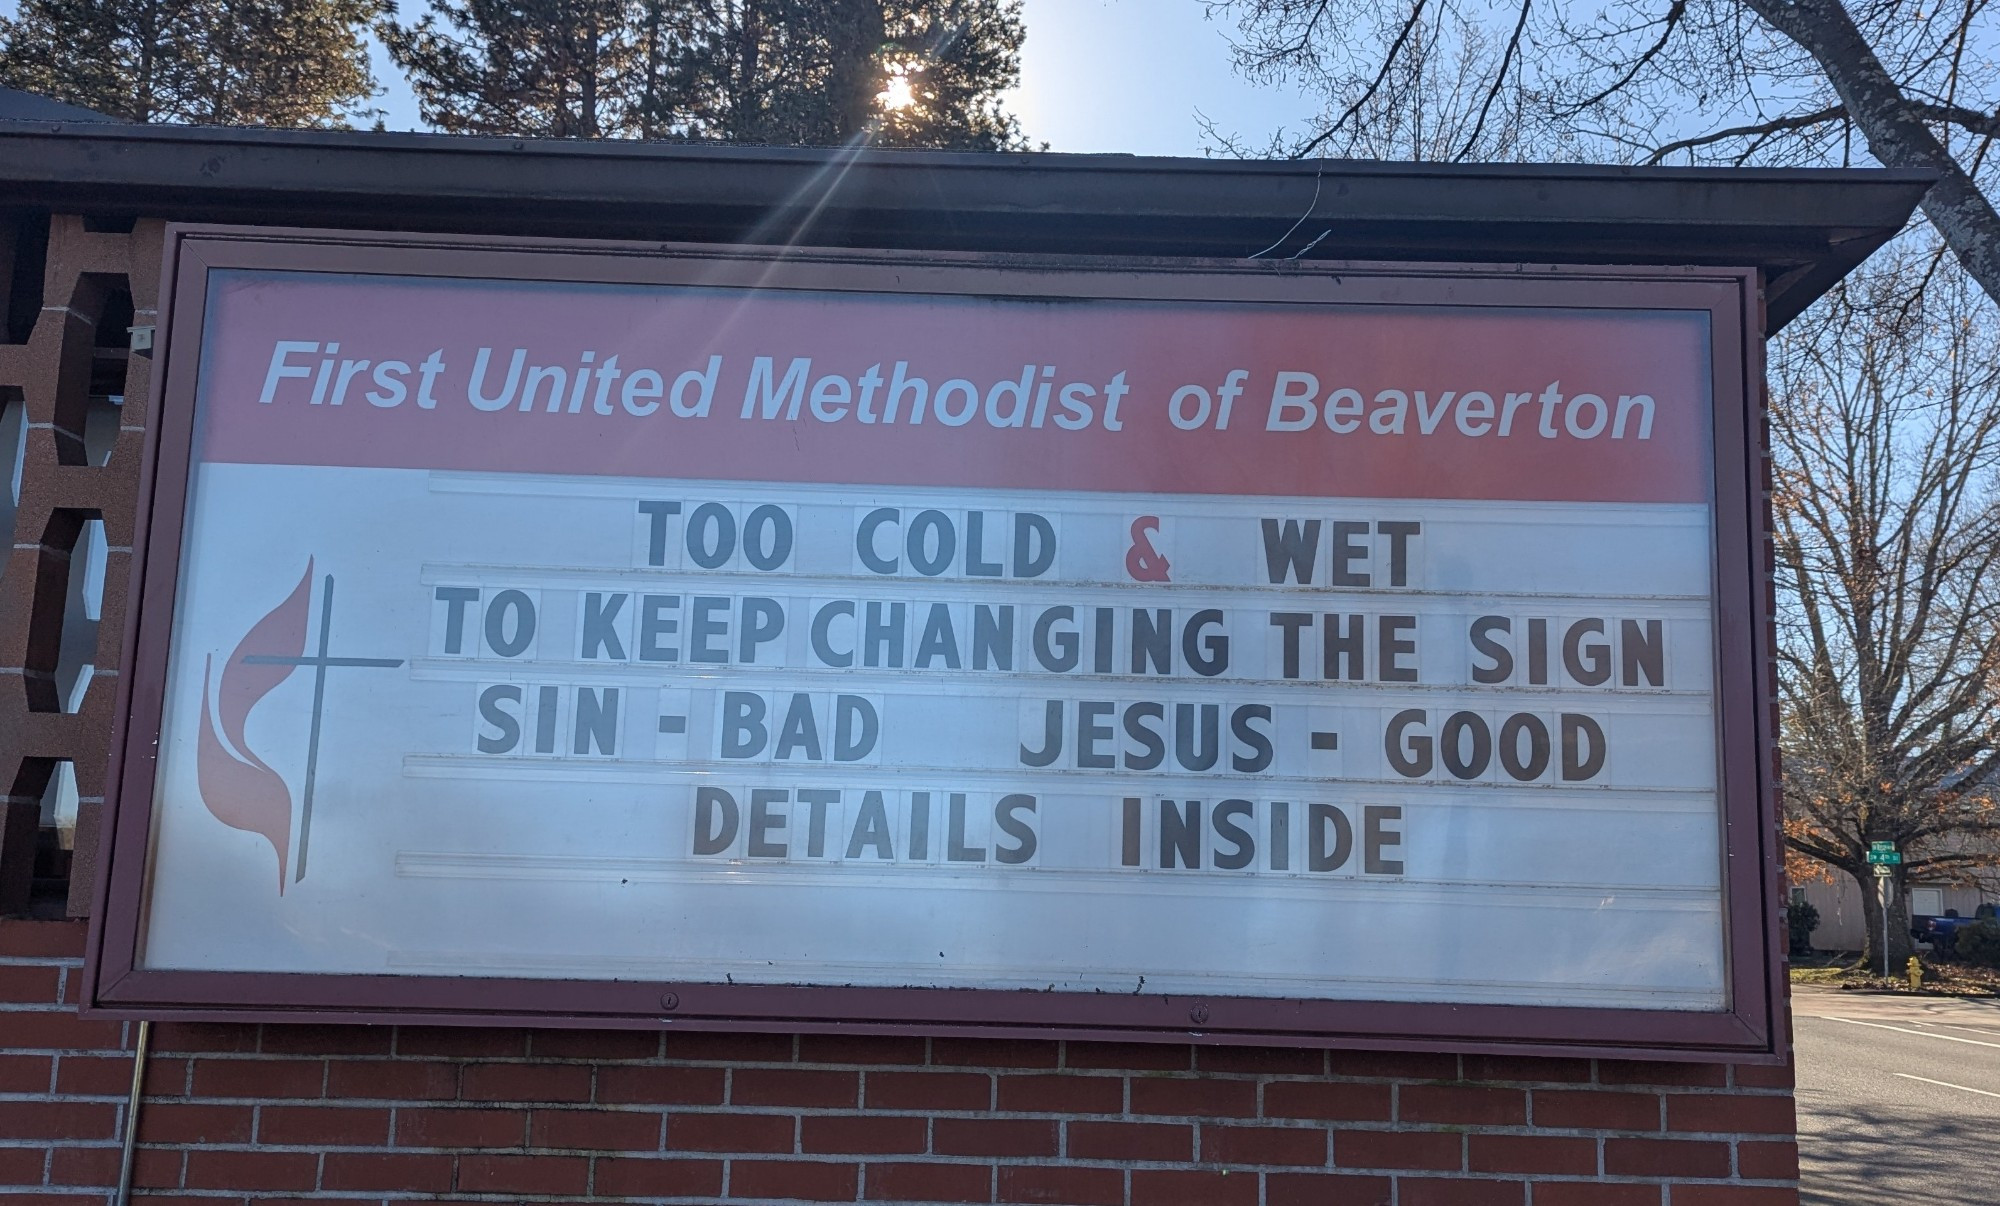 First United Methodist of Beaverton
TOO COLD & WET
TO KEEP CHANGING THE SIGN
SIN - BAD JESUS - GOOD
DETAILS INSIDE